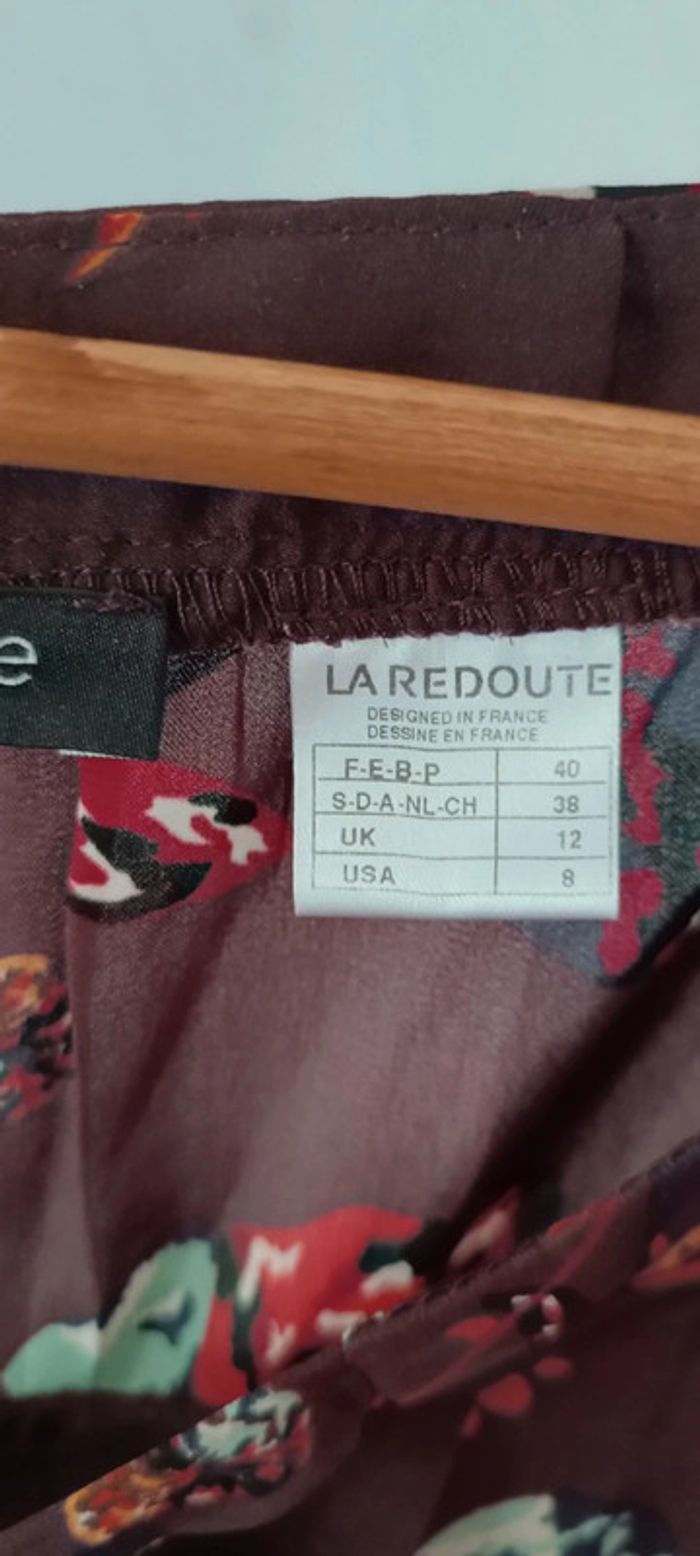 e
LA REDOUTE
DESIGNED IN FRANCE
DESSINE EN FRANCE
F-E-B-P 40
S-D-A-NL-CH 38
UK 12
USA 8